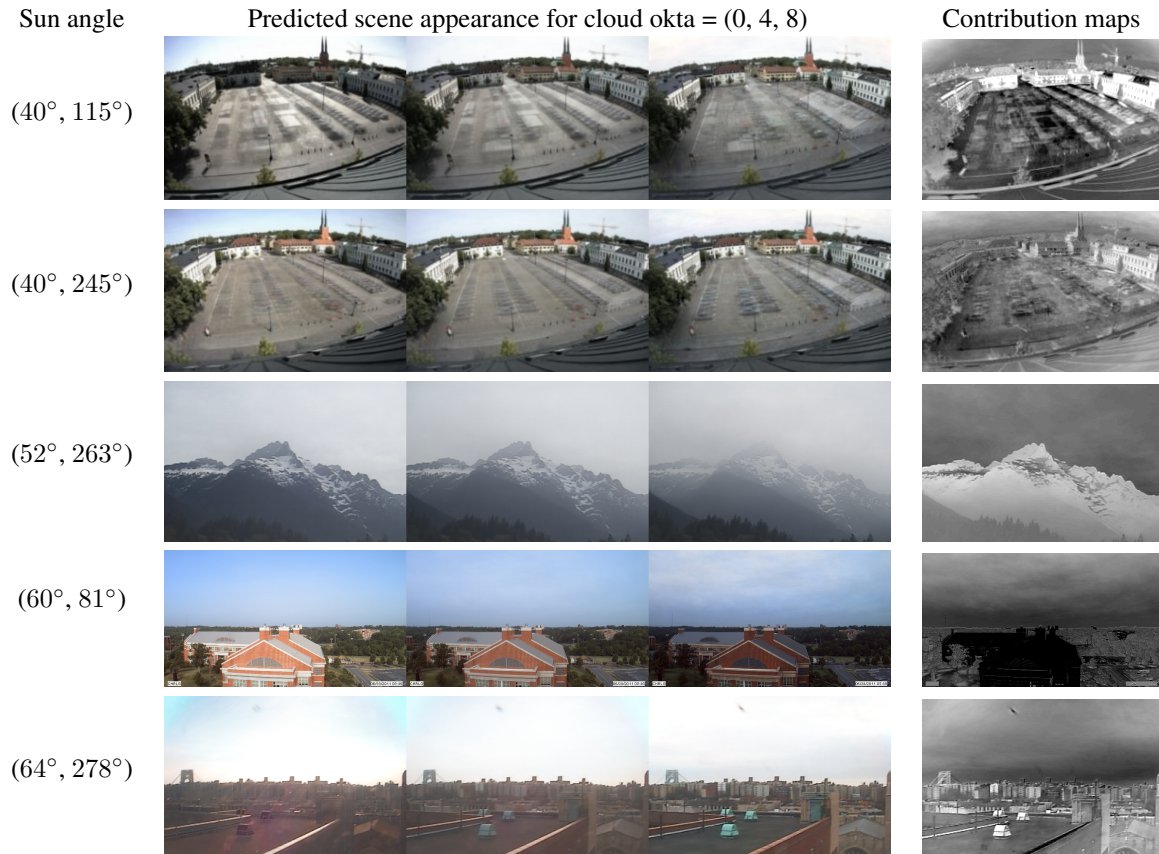 Sun angle
Predicted scene appearance for cloud okta = (0, 4, 8)
Contribution maps
(40°, 115°)
(40°, 245°)
(52°, 263°)
(60°, 81°)
(64°, 278°)